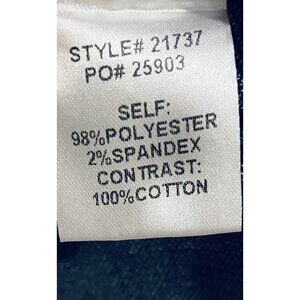 STYLE# 21737
PO# 25903
SELF:
98%POLYESTER
2%SPANDEX
CONTRAST:
100%COTTON